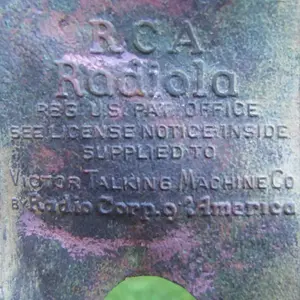 RCA
Radiola
REG. U.S. PAT. OFFICE
SEE LICENSE NOTICE INSIDE
SUPPLIED TO
VICTOR TALKING MACHINE CO
BY Radio Corp. of America